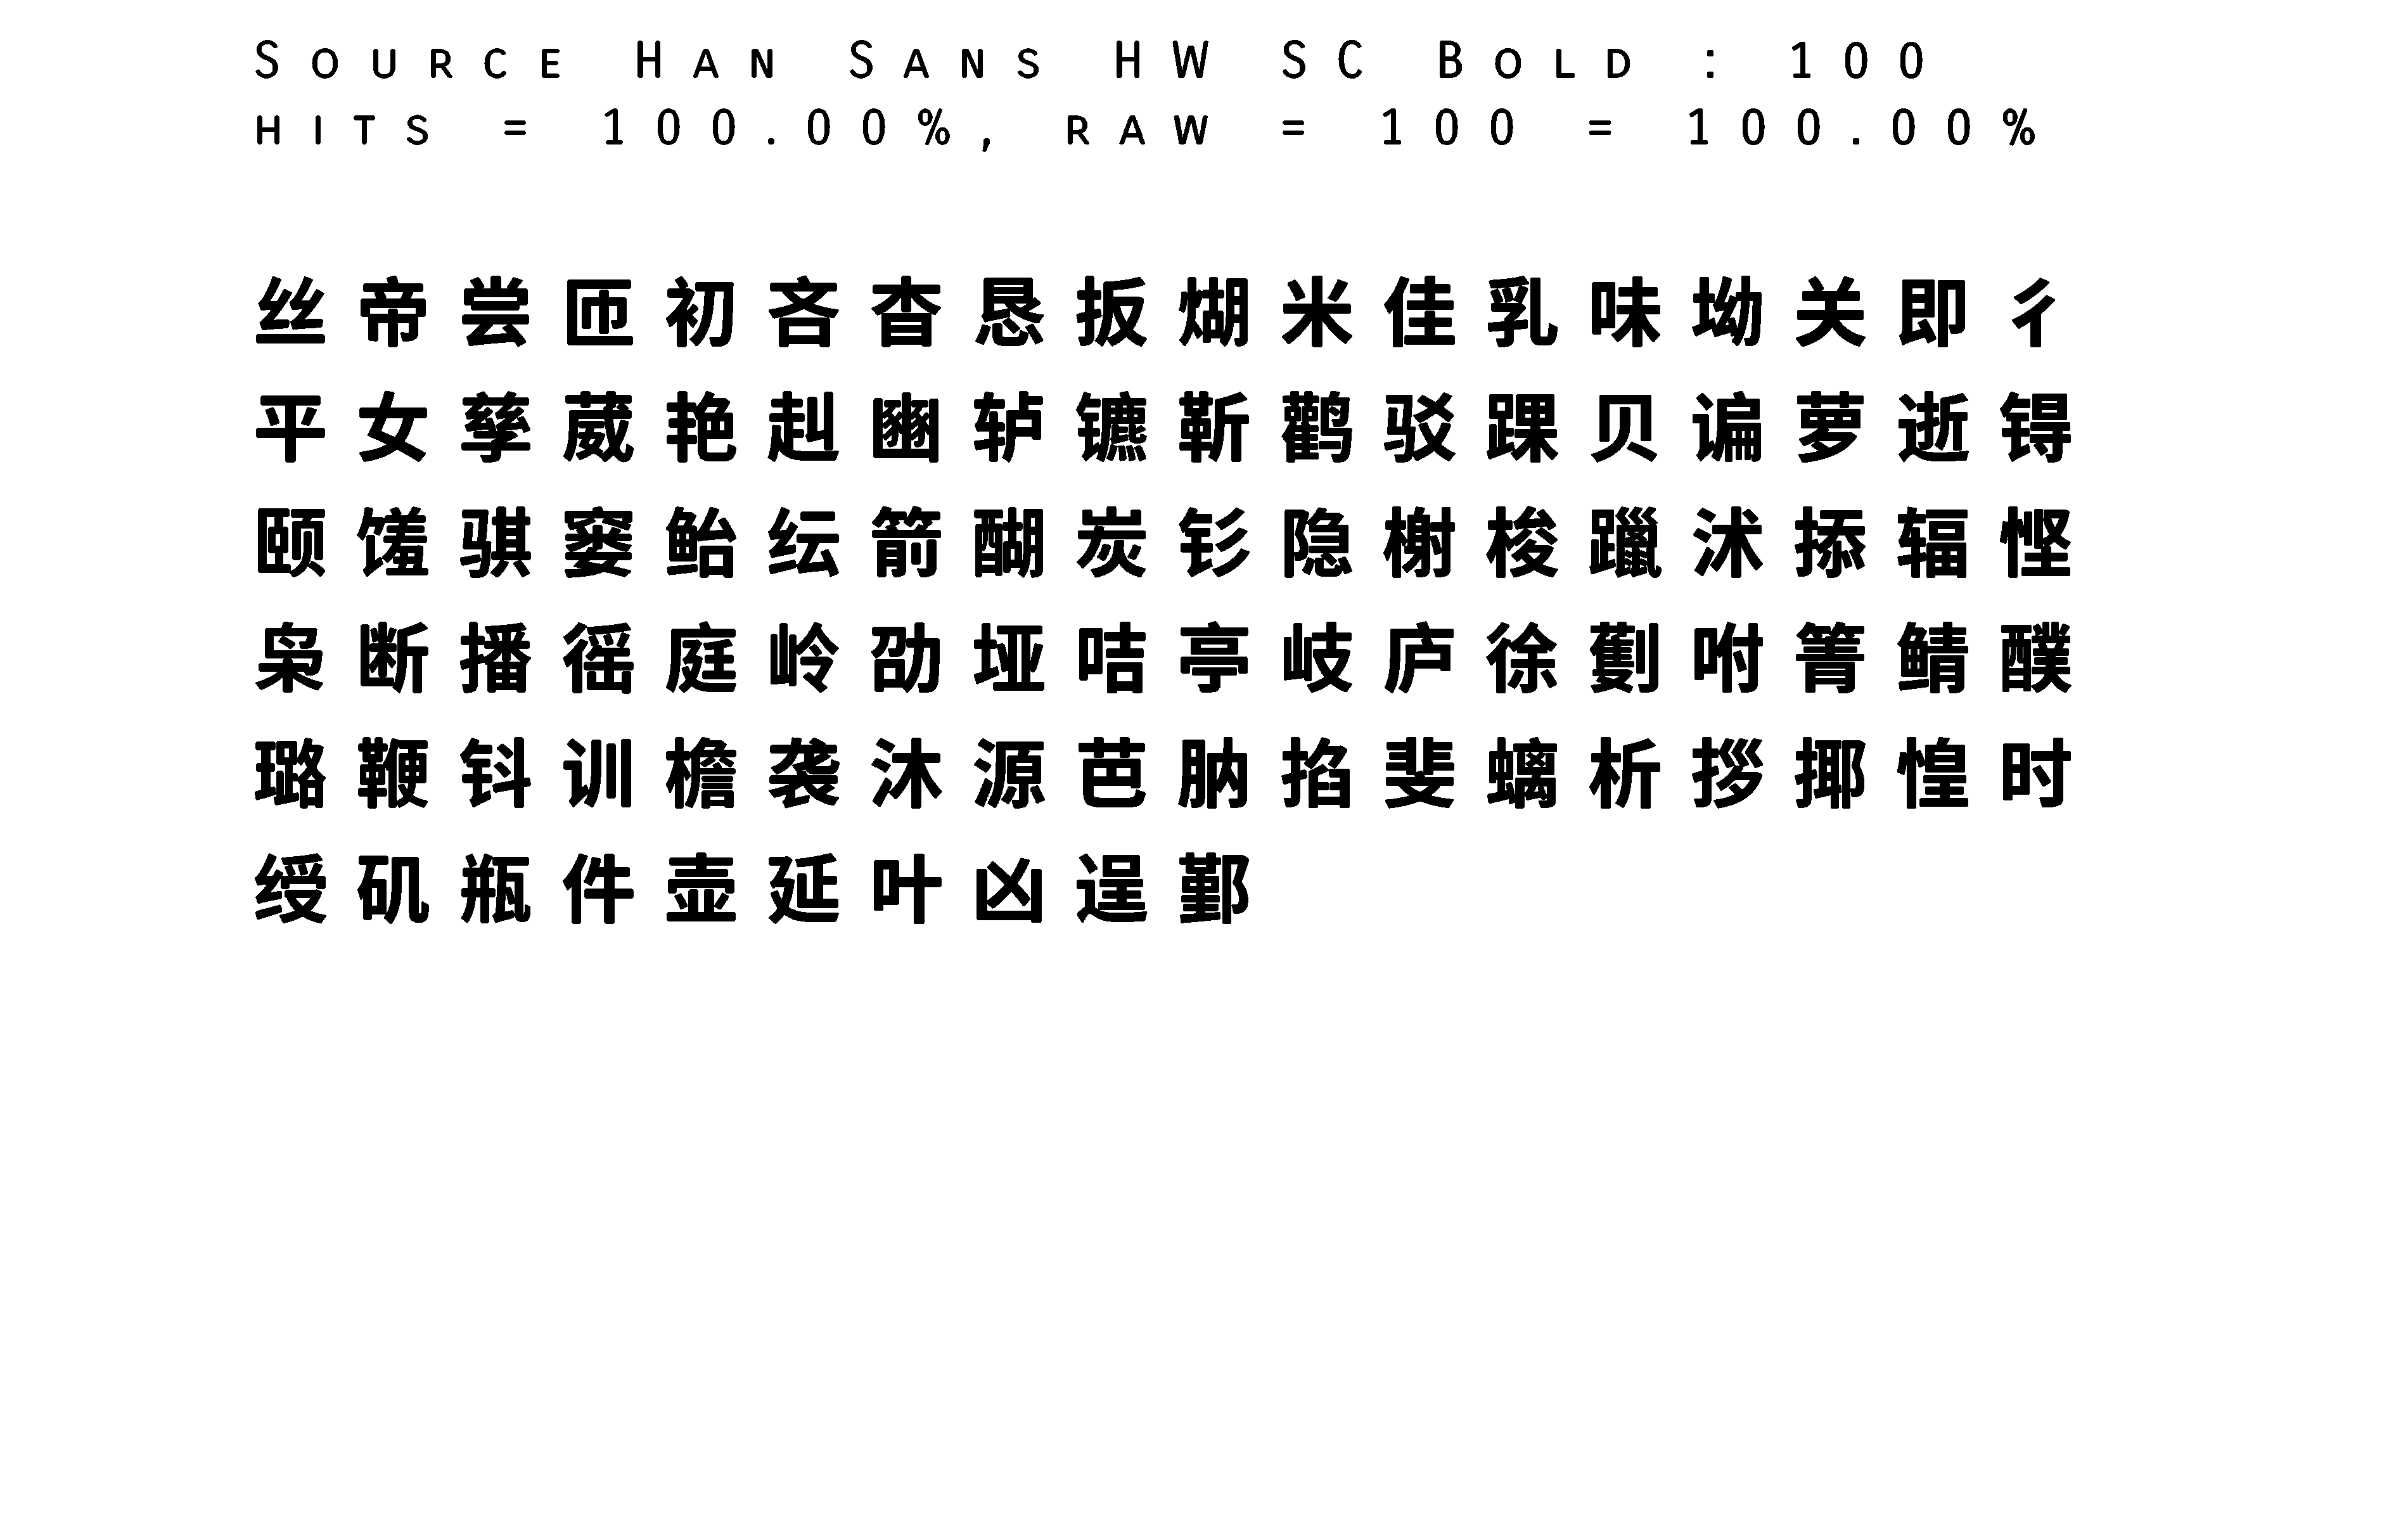 Source Han Sans HW SC Bold : 100
hits = 100.00%, raw = 100 = 100.00%
丝帝尝匝初吝杳恳扳煳米佳乳味坳关即彳
平女孳葳艳赳豳轳镳靳鹳驳踝贝谝萝逝锝
颐馐骐窭鲐纭箭醐炭钐隐榭梭躐沭掭辐悭
枭断播徭庭岭劭垭咭亭岐庐徐劐咐箐鲭醭
璐鞭钭训檐袭沐源芭肭掐斐螭析拶揶惶时
绶矶瓶件壶延叶凶逞鄞